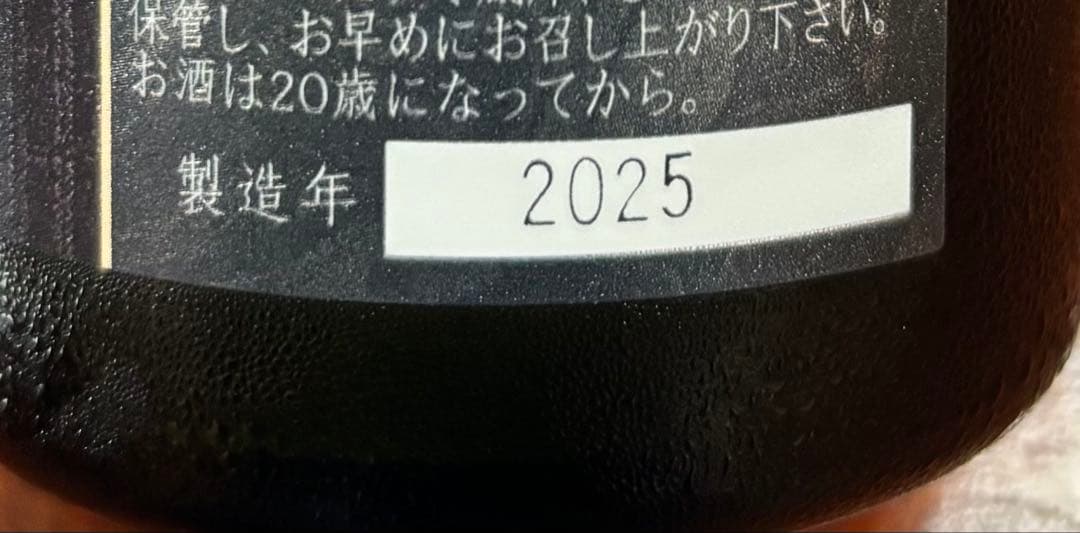 保管し、お早めにお召し上がり下さい。
お酒は20歳になってから。
製造年 2025